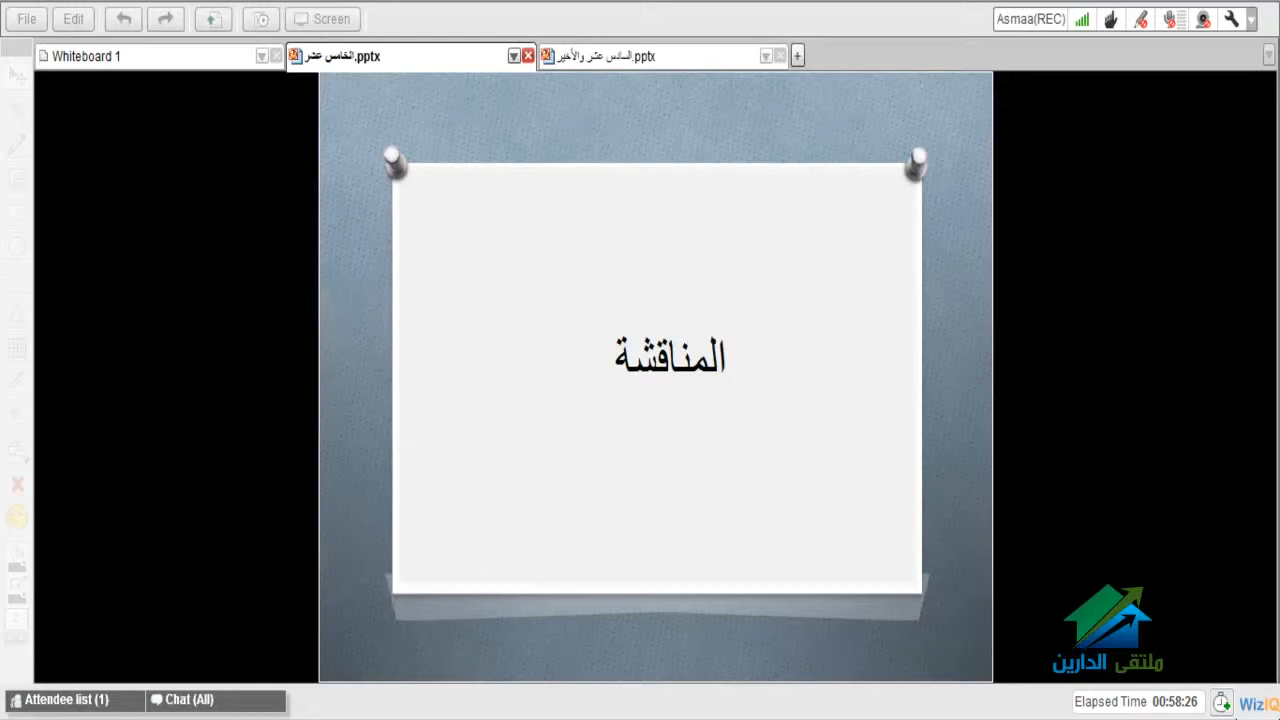 File Edit Screen Asmaa(REC)
Whiteboard 1 الخامس عشر.pptx السادس عشر والأخير.pptx
المناقشة
ملتقى الدارين
Attendee list (1) Chat (All) Elapsed Time 00:58:26 WizIQ